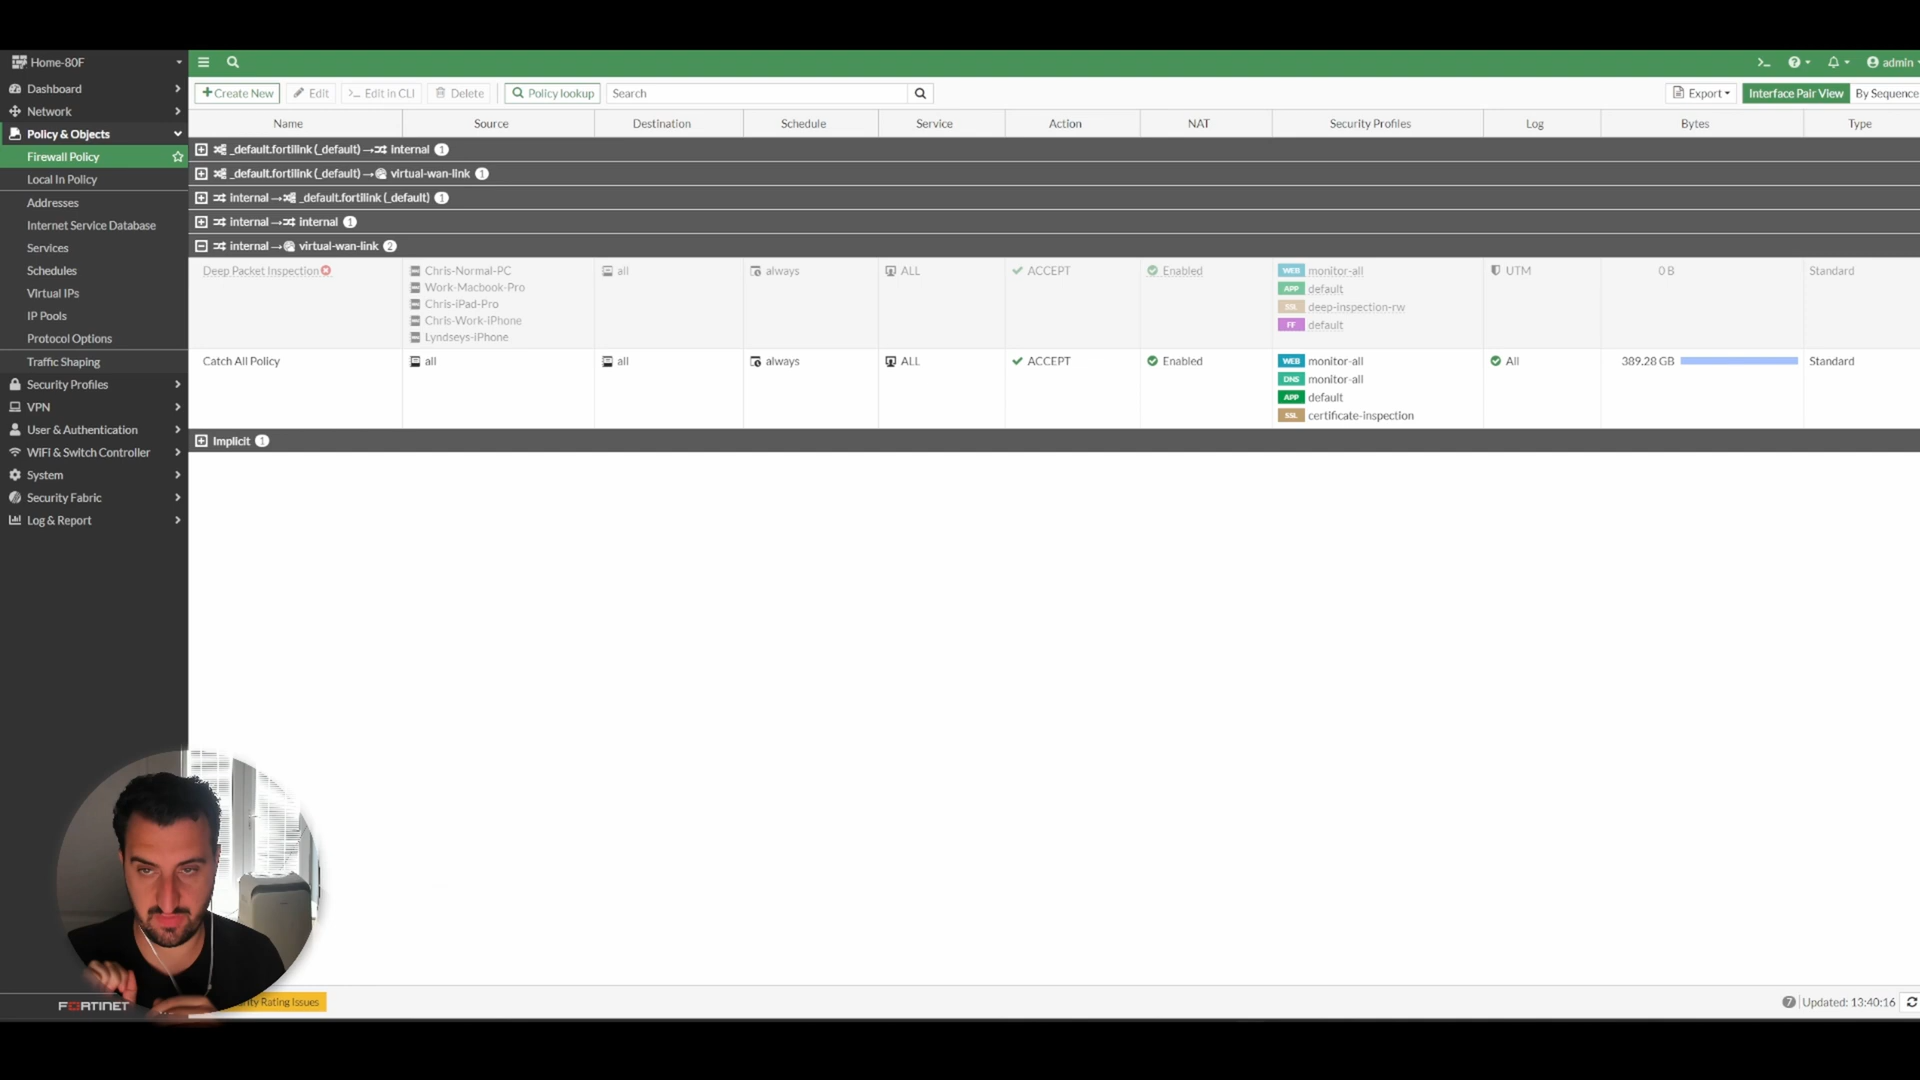 Home-80F
admin
Dashboard
Network
Policy & Objects
Firewall Policy
Local In Policy
Addresses
Internet Service Database
Services
Schedules
Virtual IPs
IP Pools
Protocol Options
Traffic Shaping
Security Profiles
VPN
User & Authentication
WiFi & Switch Controller
System
Security Fabric
Log & Report
FORTINET
Create New Edit Edit in CLI Delete Policy lookup Search Export Interface Pair View By Sequence
Name Source Destination Schedule Service Action NAT Security Profiles Log Bytes Type
_default.fortilink (_default) → internal 1
_default.fortilink (_default) → virtual-wan-link 1
internal → _default.fortilink (_default) 1
internal → internal 1
internal → virtual-wan-link 2
Deep Packet Inspection Chris-Normal-PC all always ALL ACCEPT Enabled WEB monitor-all UTM 0 B Standard
Work-Macbook-Pro APP default
Chris-iPad-Pro SSL deep-inspection-rw
Chris-Work-iPhone FF default
Lyndseys-iPhone
Catch All Policy all all always ALL ACCEPT Enabled WEB monitor-all All 389.28 GB Standard
DNS monitor-all
APP default
SSL certificate-inspection
Implicit 1
Rating Issues
Updated: 13:40:16